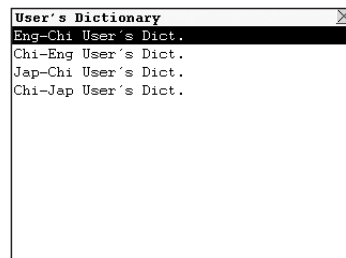 User's Dictionary
Eng-Chi User's Dict.
Chi-Eng User's Dict.
Jap-Chi User's Dict.
Chi-Jap User's Dict.